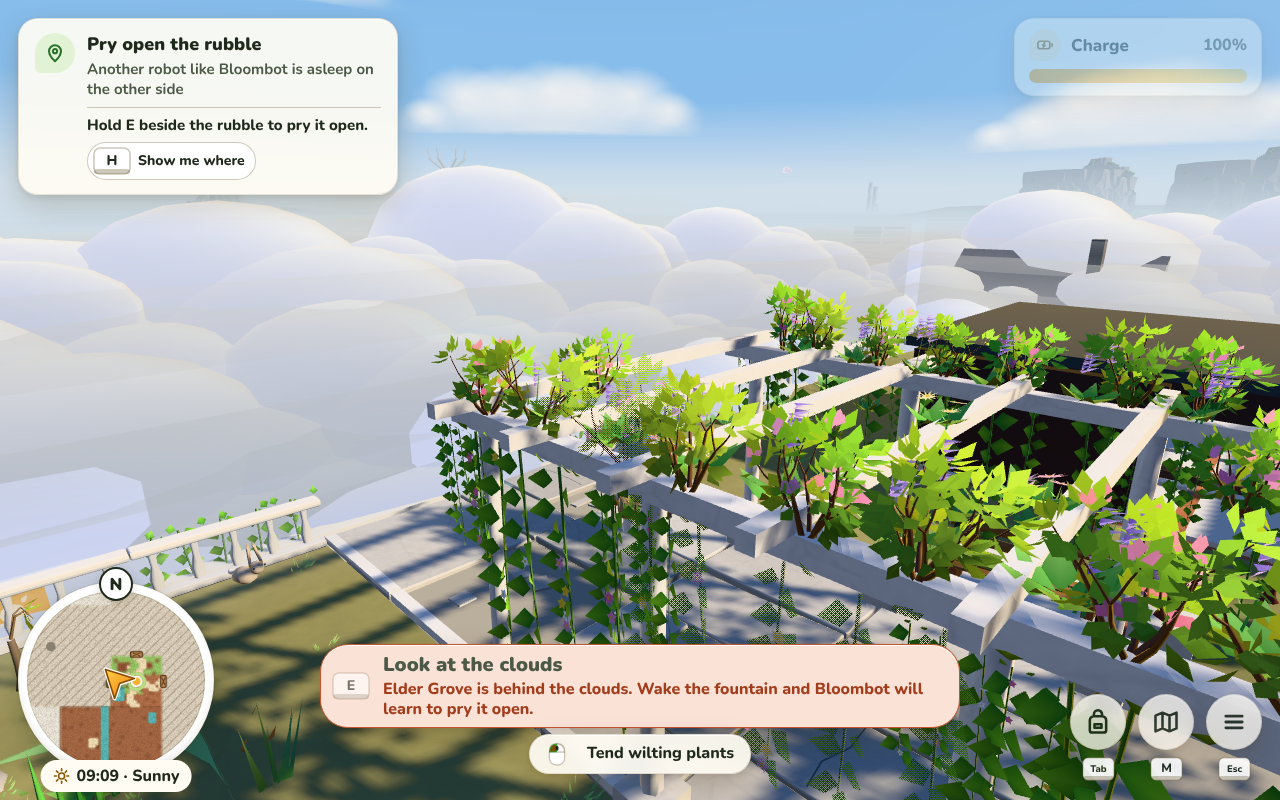 Pry open the rubble
Another robot like Bloombot is asleep on
the other side
Hold E beside the rubble to pry it open.
H Show me where
Charge 100%
N
09:09 · Sunny
E
Look at the clouds
Elder Grove is behind the clouds. Wake the fountain and Bloombot will
learn to pry it open.
Tend wilting plants
Tab M Esc